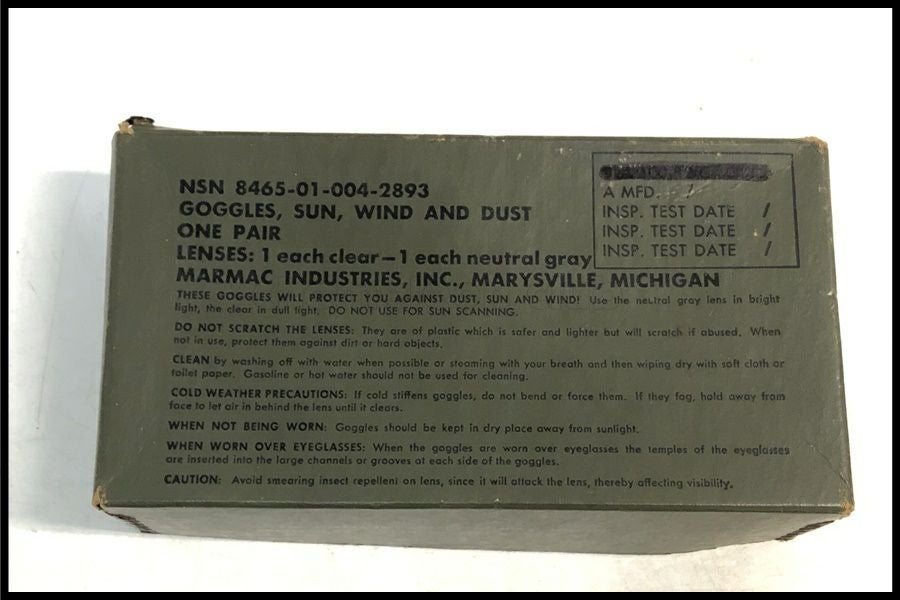 NSN 8465-01-004-2893
GOGGLES, SUN, WIND AND DUST
ONE PAIR
LENSES: 1 each clear—1 each neutral gray
MARMAC INDUSTRIES, INC., MARYSVILLE, MICHIGAN
A MFD. /
INSP. TEST DATE /
INSP. TEST DATE /
INSP. TEST DATE /
THESE GOGGLES WILL PROTECT YOU AGAINST DUST, SUN AND WIND! Use the neutral gray lens in bright
light, the clear in dull light. DO NOT USE FOR SUN SCANNING.
DO NOT SCRATCH THE LENSES: They are of plastic which is safer and lighter but will scratch if abused. When
not in use, protect them against dirt or hard objects.
CLEAN by washing off with water when possible or steaming with your breath and then wiping dry with soft cloth or
toilet paper. Gasoline or hot water should not be used for cleaning.
COLD WEATHER PRECAUTIONS: If cold stiffens goggles, do not bend or force them. If they fog, hold away from
face to let air in behind the lens until it clears.
WHEN NOT BEING WORN: Goggles should be kept in dry place away from sunlight.
WHEN WORN OVER EYEGLASSES: When the goggles are worn over eyeglasses the temples of the eyeglasses
are inserted into the large channels or grooves at each side of the goggles.
CAUTION: Avoid smearing insect repellent on lens, since it will attack the lens, thereby affecting visibility.